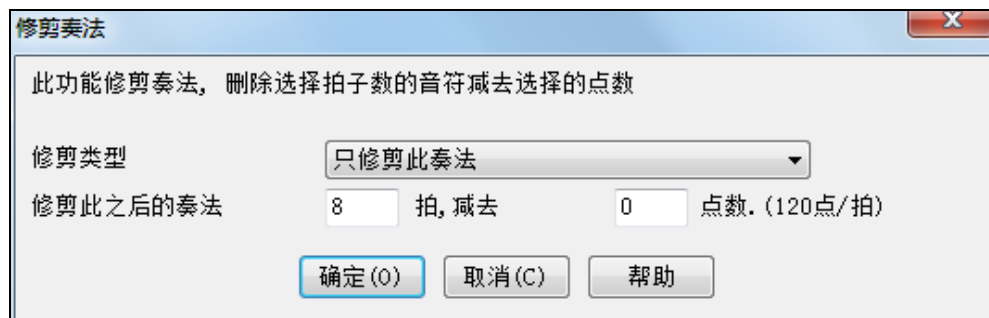 修剪奏法
此功能修剪奏法, 删除选择拍子数的音符减去选择的点数
修剪类型 只修剪此奏法
修剪此之后的奏法 8 拍,减去 0 点数.(120点/拍)
确定(O) 取消(C) 帮助